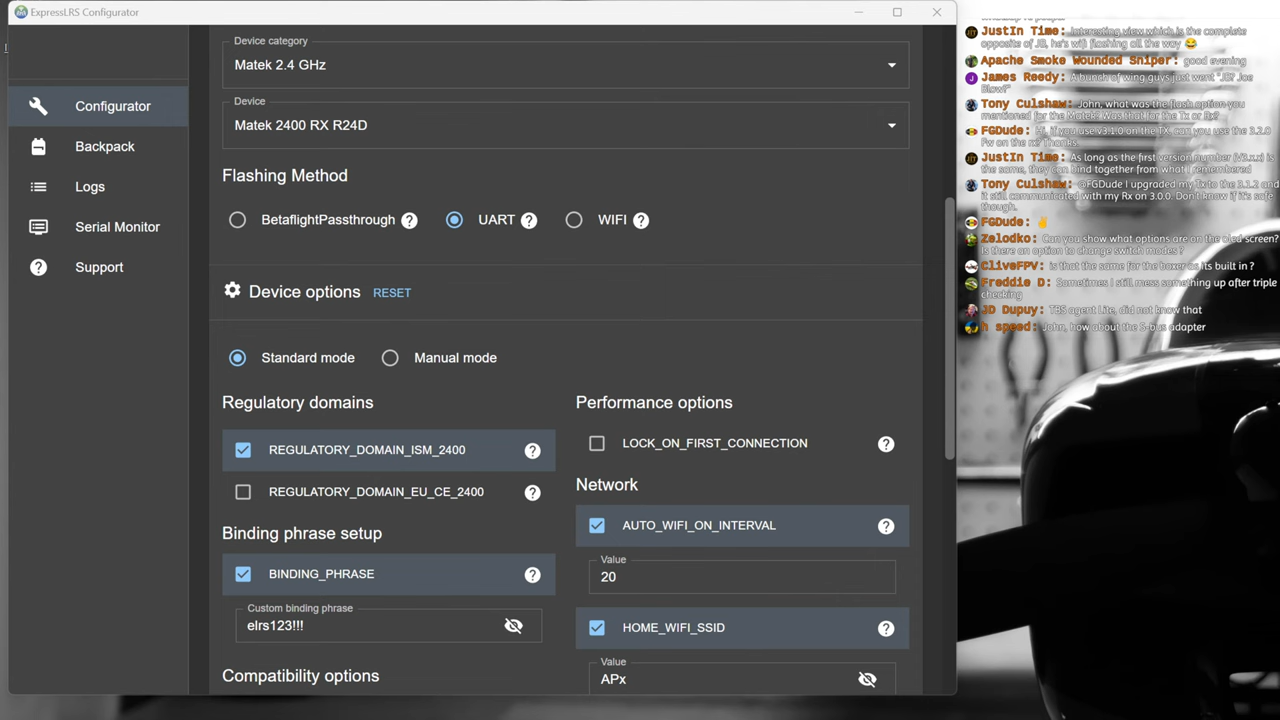 ExpressLRS Configurator
Device category
Matek 2.4 GHz
Device
Matek 2400 RX R24D
Configurator
Backpack
Logs
Serial Monitor
Support
Flashing Method
BetaflightPassthrough
UART
WIFI
Device options RESET
Standard mode
Manual mode
Regulatory domains
REGULATORY_DOMAIN_ISM_2400
REGULATORY_DOMAIN_EU_CE_2400
Binding phrase setup
BINDING_PHRASE
Custom binding phrase
elrs123!!!
Compatibility options
Performance options
LOCK_ON_FIRST_CONNECTION
Network
AUTO_WIFI_ON_INTERVAL
Value
20
HOME_WIFI_SSID
Value
APx
JustIn Time: Interesting view which is the complete
opposite of JB, he's wifi flashing all the way 😂
Apache Smoke Wounded Sniper: good evening
James Reedy: A bunch of wing guys just went "JB? Joe
Blow?"
Tony Culshaw: John, what was the flash option you
mentioned for the Matek? Was that for the Tx or Rx?
FGDude: Hi, if you use v3.1.0 on the TX, can you use the 3.2.0
Fw on the rx? Thanks.
JustIn Time: As long as the first version number (V3.x.x) is
the same, they can bind together from what I remembered
Tony Culshaw: @FGDude I upgraded my Tx to the 3.1.2 and
it still communicated with my Rx on 3.0.0. Don't know if it's safe
though.
FGDude: ✌
Zelodko: Can you show what options are on the oled screen?
Is there an option to change switch modes ?
CliveFPV: is that the same for the boxer as its built in ?
Freddie D: Sometimes I still mess something up after triple
checking
JD Dupuy: TBS agent Lite, did not know that
h speed: John, how about the S-bus adapter